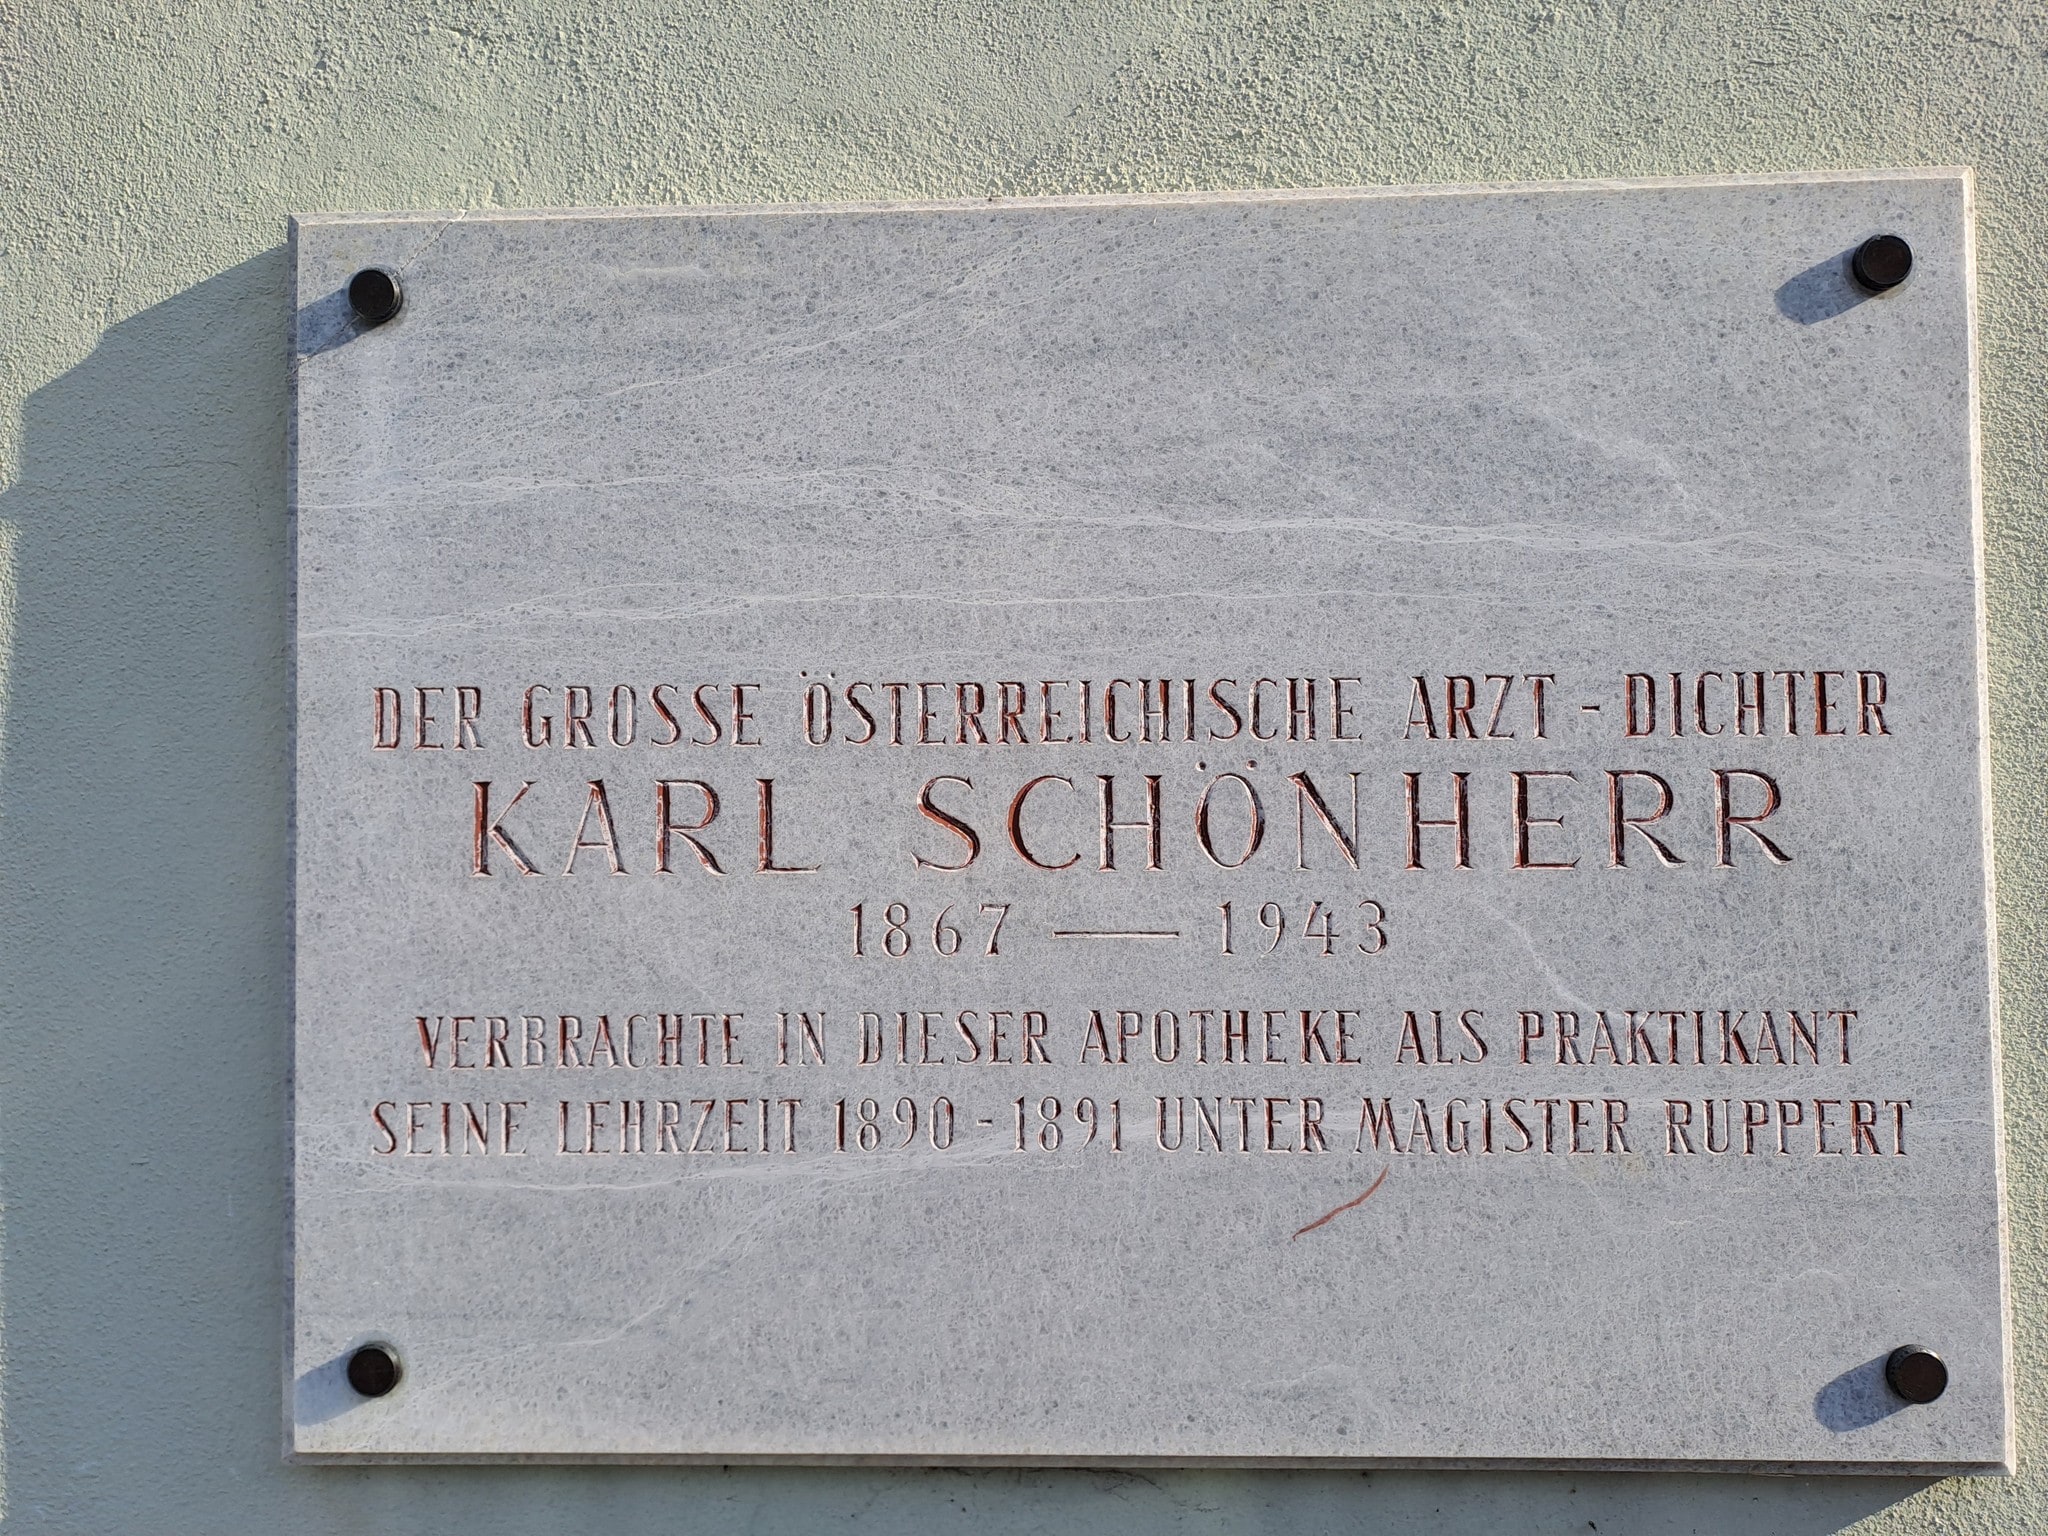 DER GROSSE ÖSTERREICHISCHE ARZT-DICHTER
KARL SCHÖNHERR
1867 — 1943
VERBRACHTE IN DIESER APOTHEKE ALS PRAKTIKANT
SEINE LEHRZEIT 1890-1891 UNTER MAGISTER RUPPERT